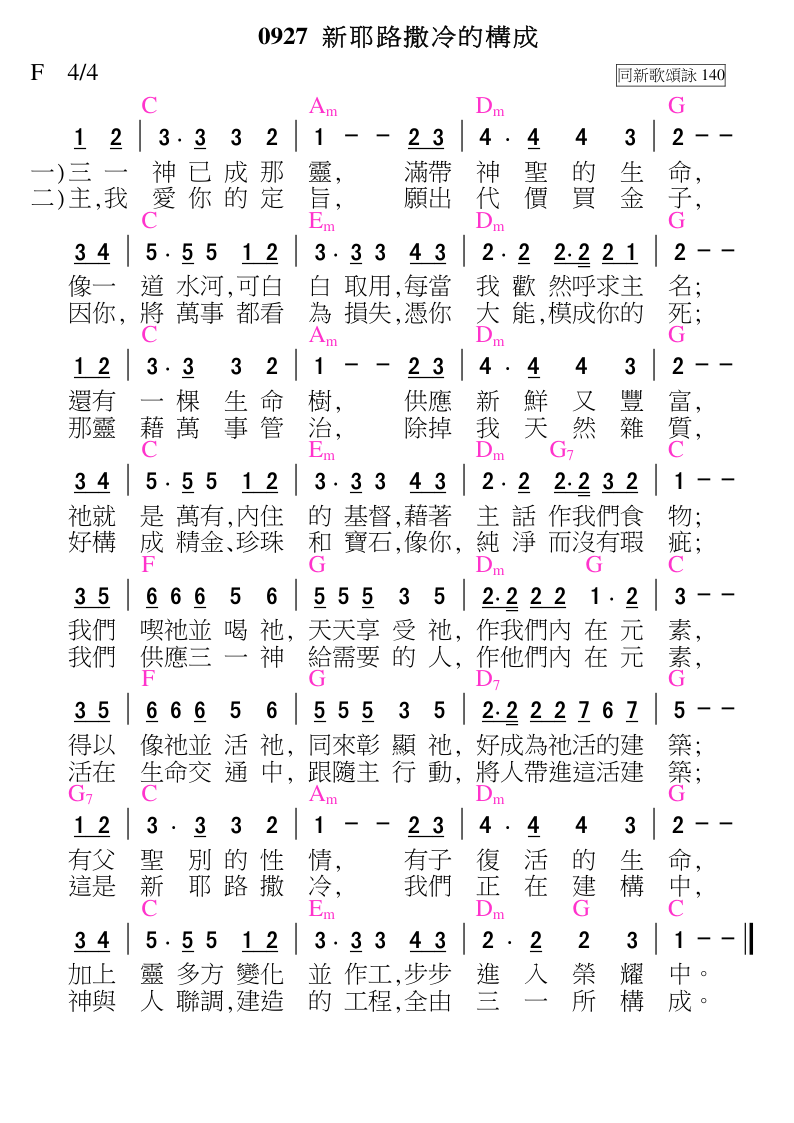 0927 新耶路撒冷的構成
F 4/4
同新歌頌詠 140
C Am Dm G
1 2 | 3 · 3 3 2 | 1 − − 2 3 | 4 · 4 4 3 | 2 − −
一)三 一 神 已 成 那 靈, 滿帶 神 聖 的 生 命,
二)主,我 愛 你 的 定 旨, 願出 代 價 買 金 子,
C Em Dm G
3 4 | 5 · 5 5 1 2 | 3 · 3 3 4 3 | 2 · 2 2 · 2 2 1 | 2 − −
像一 道 水河,可白 白 取用,每當 我 歡 然呼求主 名;
因你, 將 萬事 都看 為 損失,憑你 大 能,模成你的 死;
C Am Dm G
1 2 | 3 · 3 3 2 | 1 − − 2 3 | 4 · 4 4 3 | 2 − −
還有 一 棵 生 命 樹, 供應 新 鮮 又 豐 富,
那靈 藉 萬 事 管 治, 除掉 我 天 然 雜 質,
C Em Dm G7 C
3 4 | 5 · 5 5 1 2 | 3 · 3 3 4 3 | 2 · 2 2 · 2 3 2 | 1 − −
祂就 是 萬有,內住 的 基督,藉著 主 話 作我們食 物;
好構 成 精金、珍珠 和 寶石,像你, 純 淨 而沒有瑕 疵;
F G Dm G C
3 5 | 6 6 6 5 6 | 5 5 5 3 5 | 2 · 2 2 2 1 · 2 | 3 − −
我們 喫祂並 喝 祂, 天天享 受 祂, 作我們內 在 元 素,
我們 供應三 一 神 給需要 的 人, 作他們內 在 元 素,
F G D7 G
3 5 | 6 6 6 5 6 | 5 5 5 3 5 | 2 · 2 2 2 7 6 7 | 5 − −
得以 像祂並 活 祂, 同來彰 顯 祂, 好成為祂活的建 築;
活在 生命交 通 中, 跟隨主 行 動, 將人帶進這活建 築;
G7 C Am Dm G
1 2 | 3 · 3 3 2 | 1 − − 2 3 | 4 · 4 4 3 | 2 − −
有父 聖 別 的 性 情, 有子 復 活 的 生 命,
這是 新 耶 路 撒 冷, 我們 正 在 建 構 中,
C Em Dm G C
3 4 | 5 · 5 5 1 2 | 3 · 3 3 4 3 | 2 · 2 2 3 | 1 − − ‖
加上 靈 多方 變化 並 作工,步步 進 入 榮 耀 中。
神與 人 聯調,建造 的 工程,全由 三 一 所 構 成。